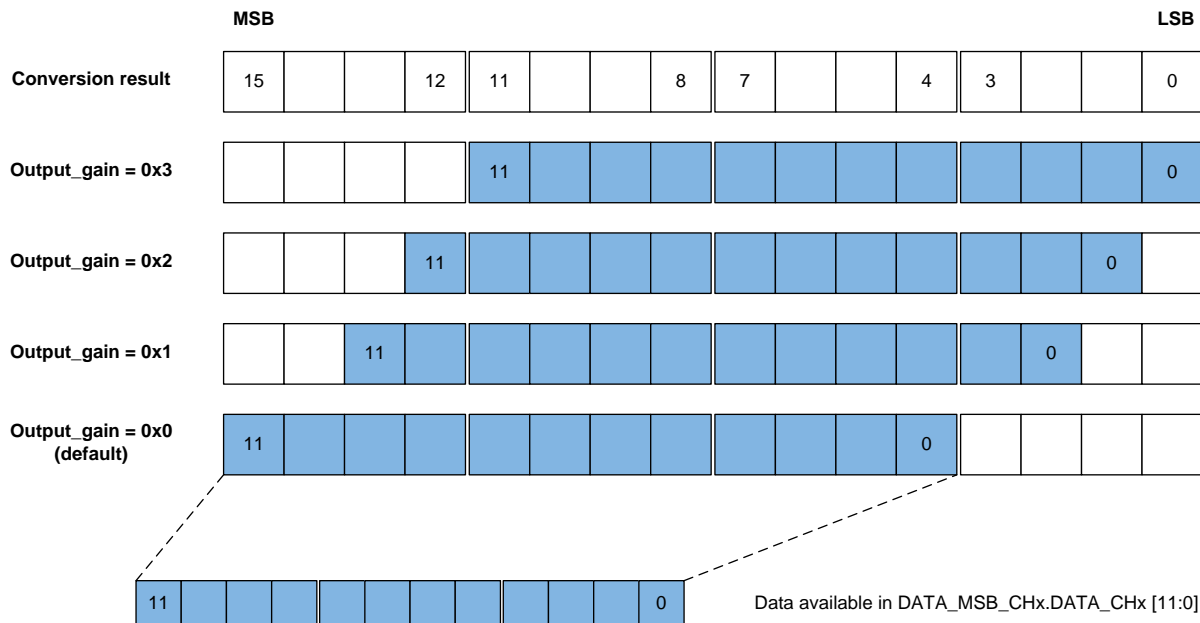 MSB LSB
Conversion result 15 12 11 8 7 4 3 0
Output_gain = 0x3 11 0
Output_gain = 0x2 11 0
Output_gain = 0x1 11 0
Output_gain = 0x0
(default) 11 0
11 0 Data available in DATA_MSB_CHx.DATA_CHx [11:0]